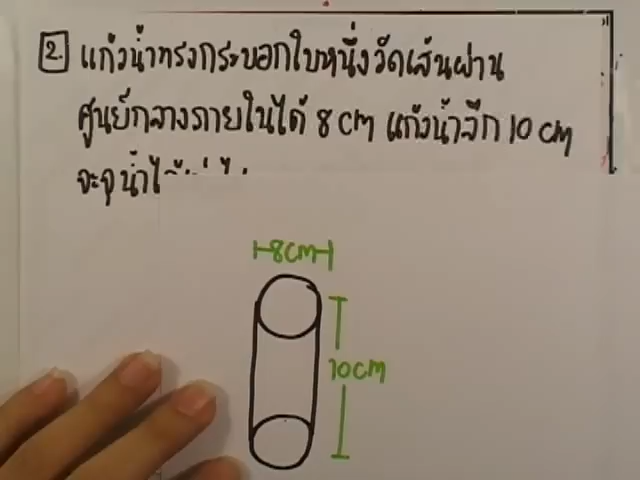 2. แก้วน้ำทรงกระบอกใบหนึ่งวัดเส้นผ่าน
ศูนย์กลางภายในได้ 8 cm แก้วน้ำลึก 10 cm
จะจุน้ำได้
8cm
10cm